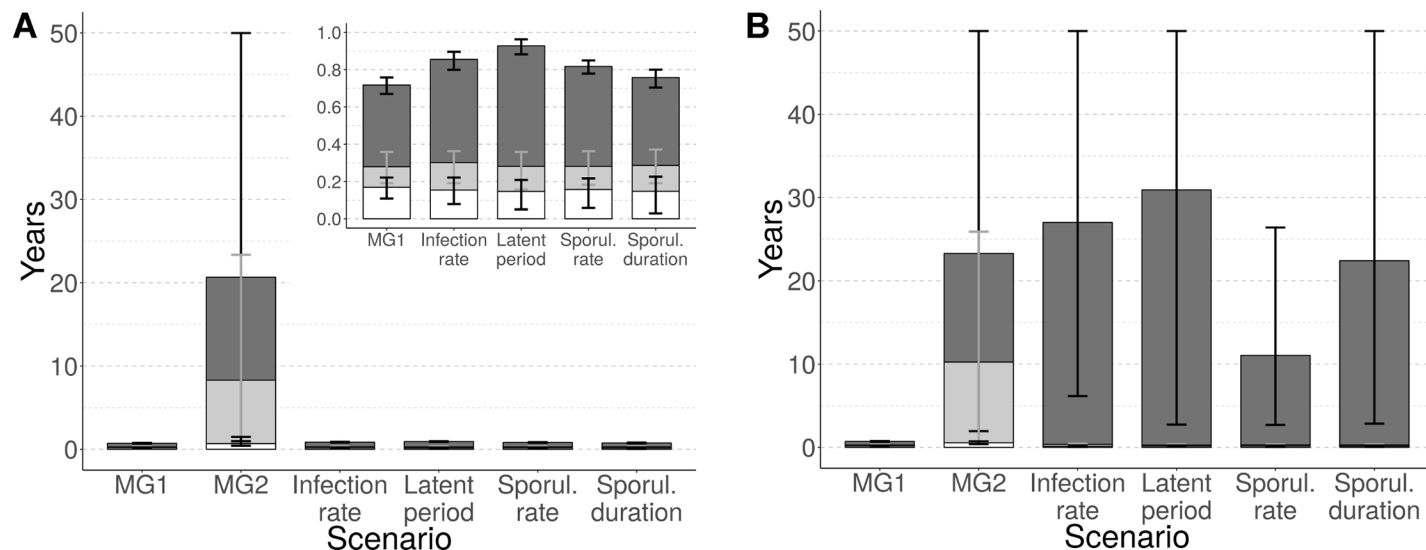 A
Years
50
40
30
20
10
0
MG1 MG2 Infection rate Latent period Sporul. rate Sporul. duration
Scenario
1.0
0.8
0.6
0.4
0.2
0.0
MG1 Infection rate Latent period Sporul. rate Sporul. duration
B
Years
50
40
30
20
10
0
MG1 MG2 Infection rate Latent period Sporul. rate Sporul. duration
Scenario